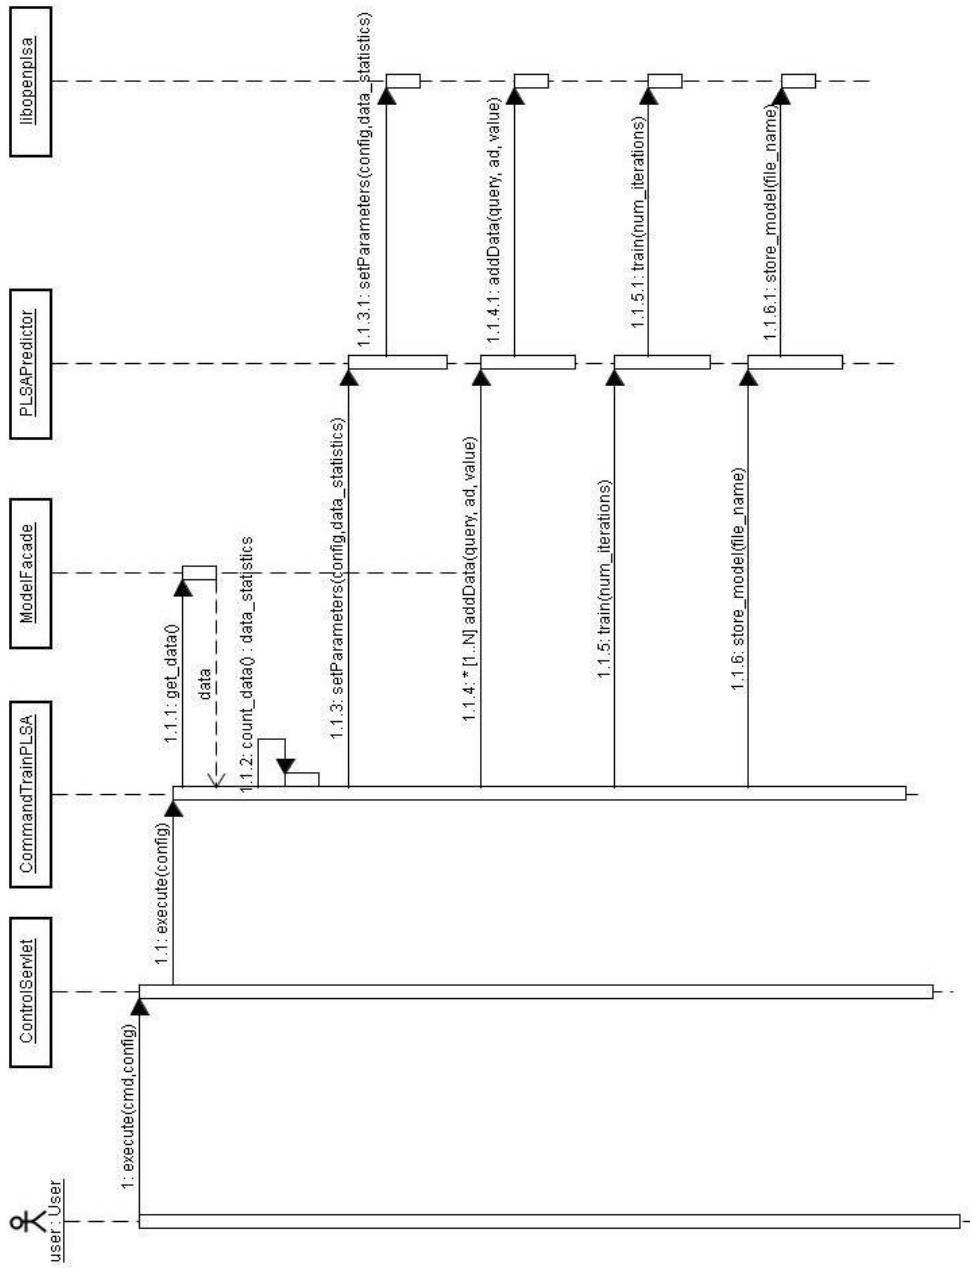 user : User
ControlServlet
CommandTrainPLSA
ModelFacade
PLSAPredictor
libopenplsa
1: execute(cmd,config)
1.1: execute(config)
1.1.1: get_data()
data
1.1.2: count_data() : data_statistics
1.1.3: setParameters(config,data_statistics)
1.1.3.1: setParameters(config,data_statistics)
1.1.4: * [1..N] addData(query, ad, value)
1.1.4.1: addData(query, ad, value)
1.1.5: train(num_iterations)
1.1.5.1: train(num_iterations)
1.1.6: store_model(file_name)
1.1.6.1: store_model(file_name)